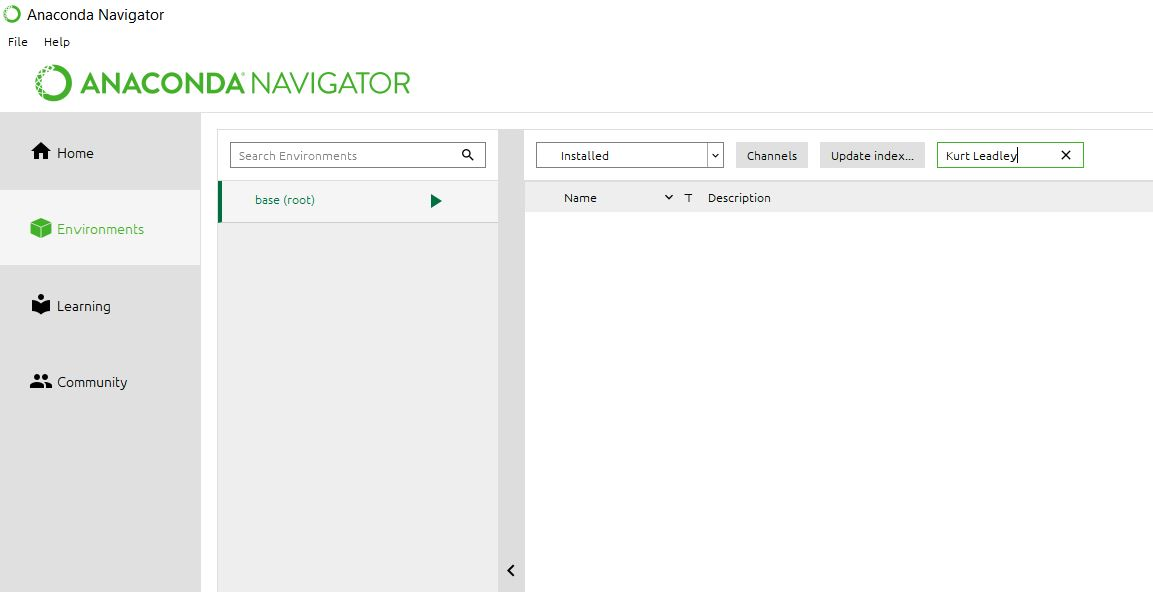 Anaconda Navigator
File Help
ANACONDA NAVIGATOR
Home
Environments
Learning
Community
Search Environments
base (root)
Installed Channels Update index... Kurt Leadley
Name T Description